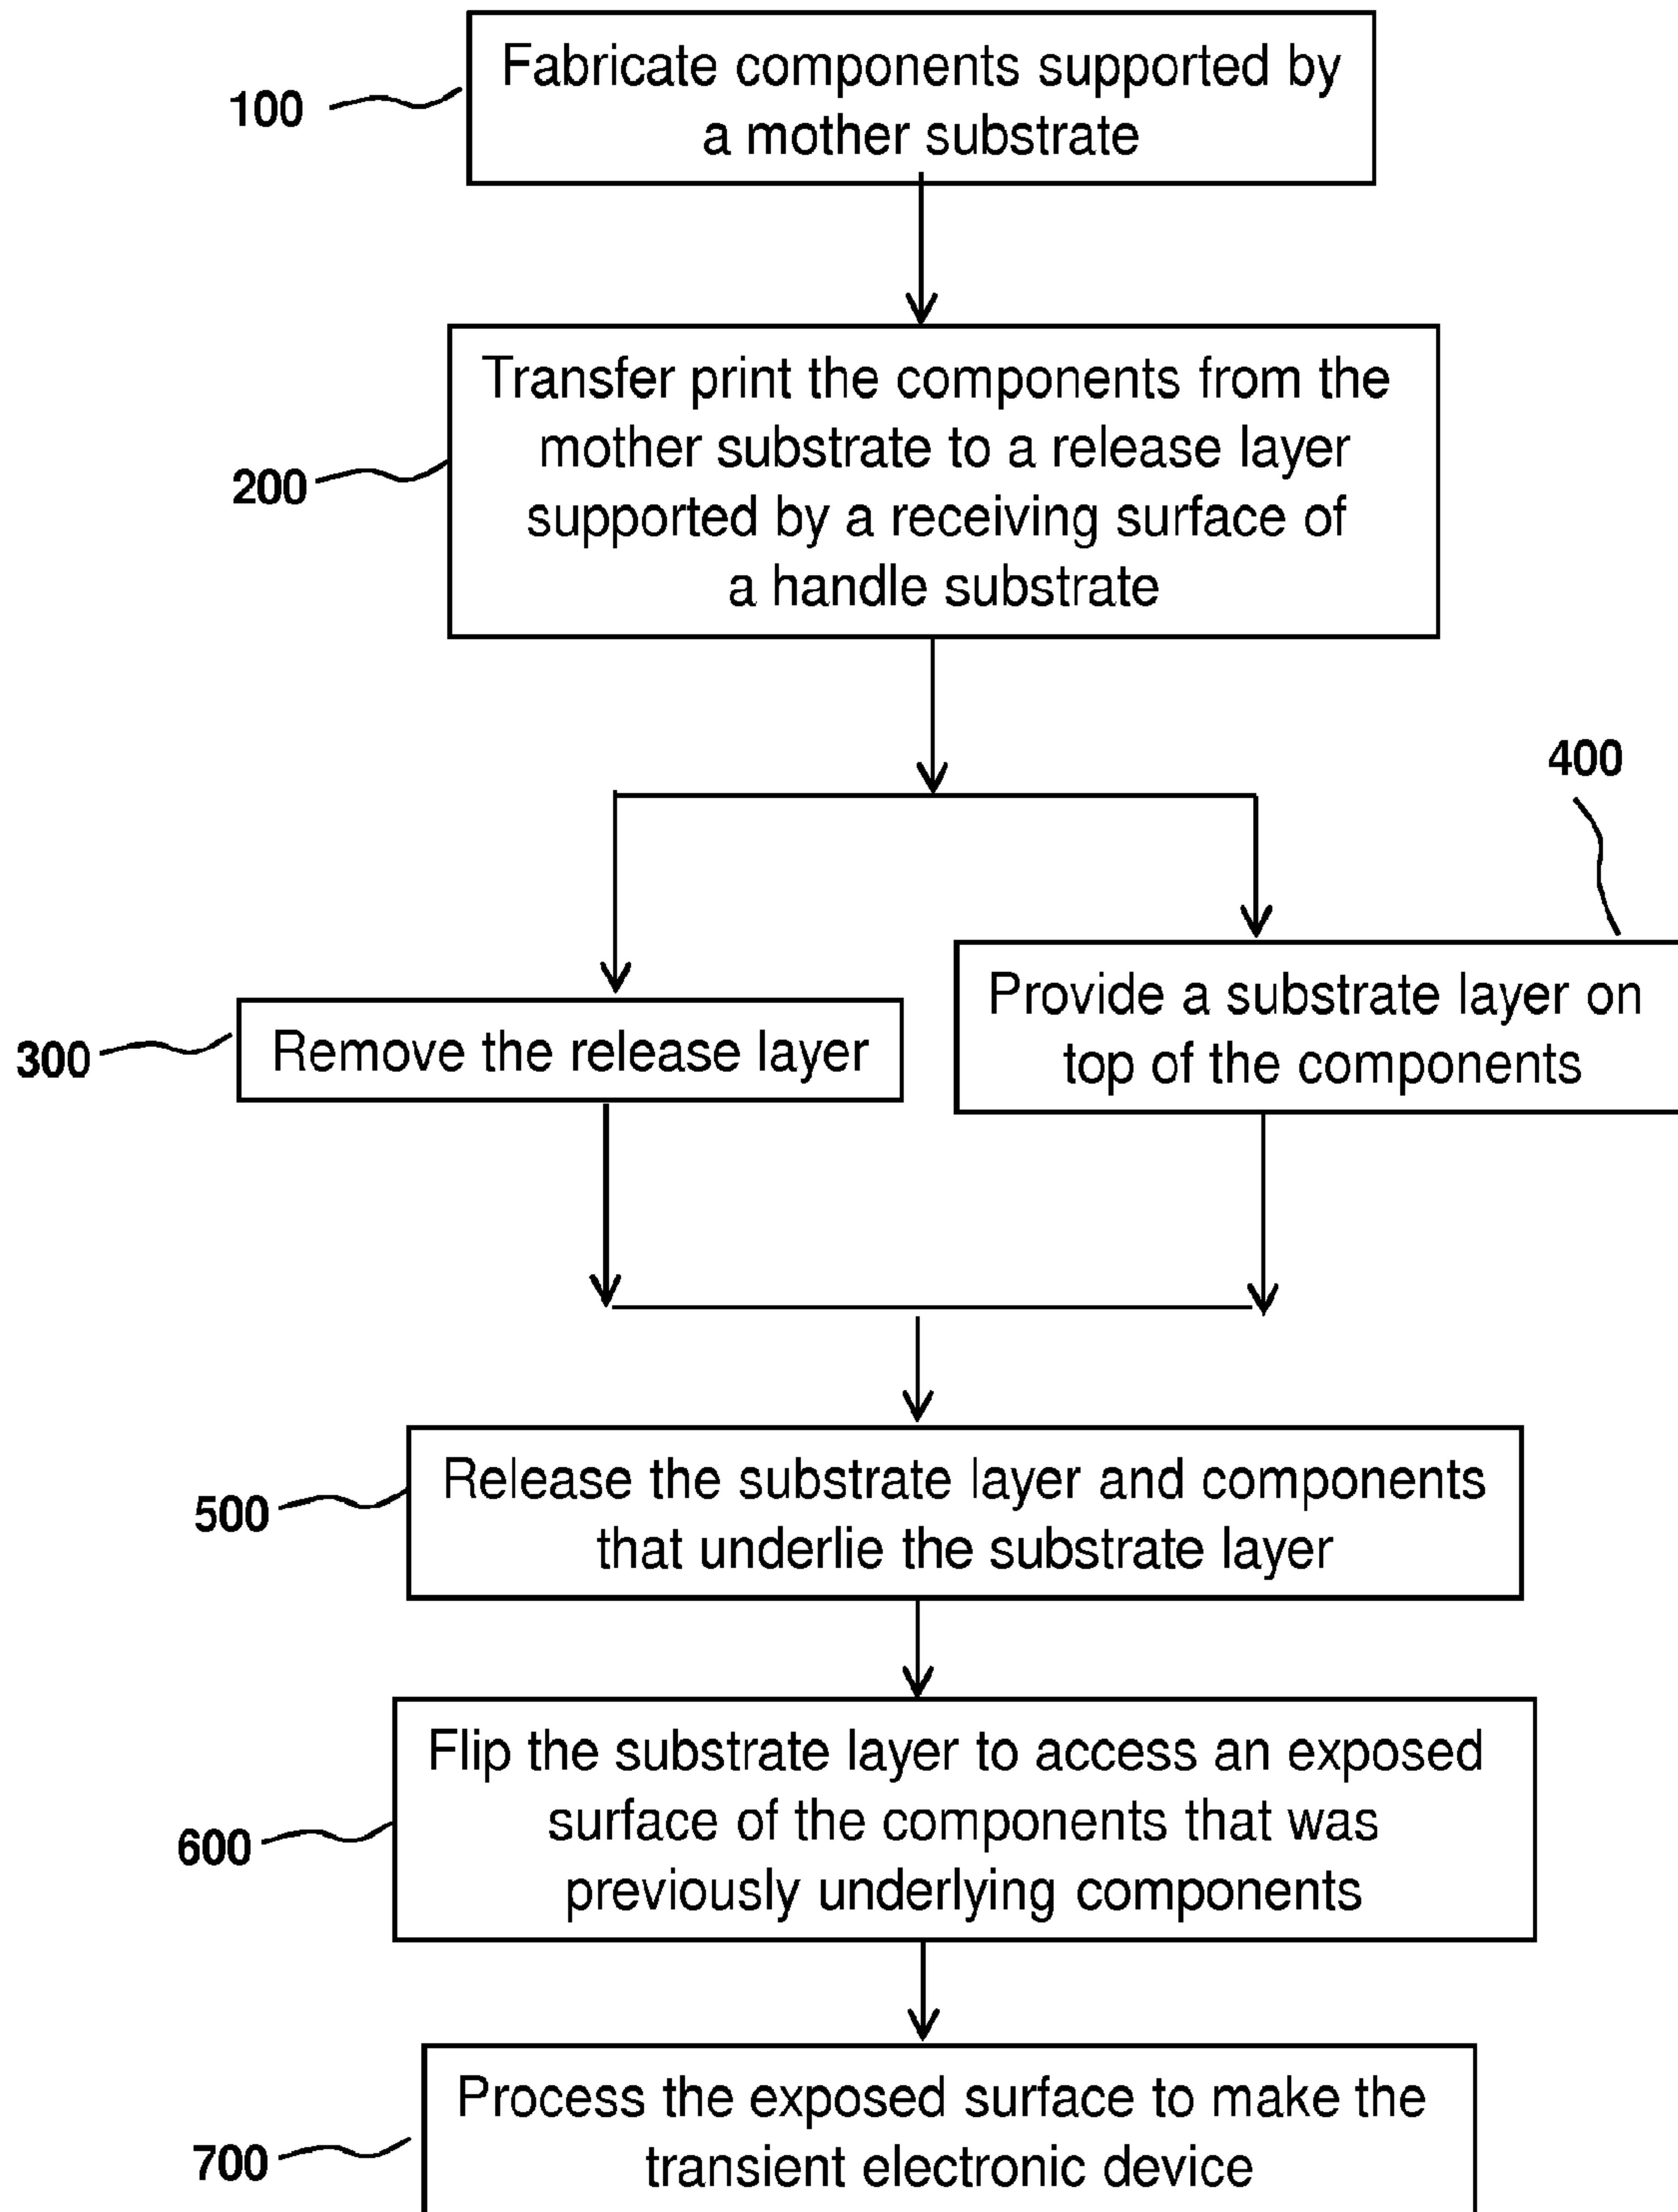 Fabricate components supported by
a mother substrate
100
Transfer print the components from the
mother substrate to a release layer
supported by a receiving surface of
a handle substrate
200
400
Remove the release layer
300
Provide a substrate layer on
top of the components
Release the substrate layer and components
that underlie the substrate layer
500
Flip the substrate layer to access an exposed
surface of the components that was
previously underlying components
600
Process the exposed surface to make the
transient electronic device
700